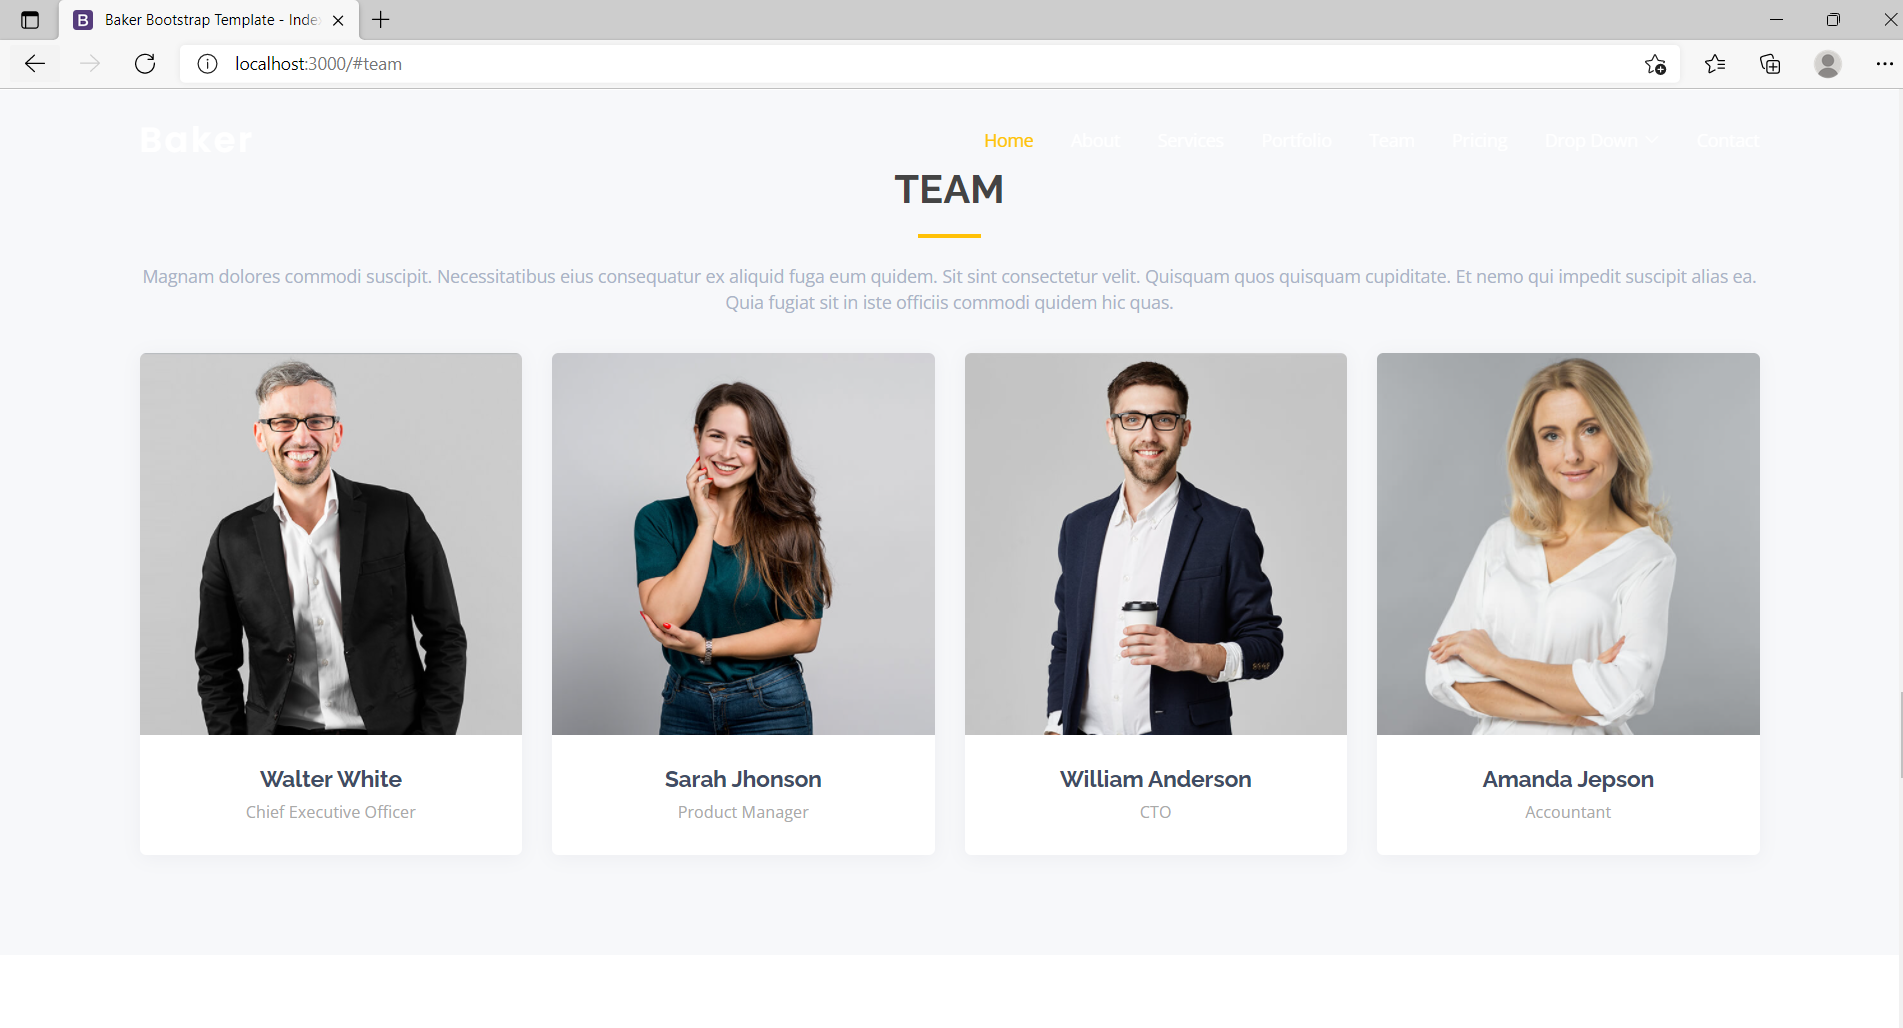 Baker Bootstrap Template - Inde
localhost:3000/#team
Baker
Home About Services Portfolio Team Pricing Drop Down Contact
TEAM
Magnam dolores commodi suscipit. Necessitatibus eius consequatur ex aliquid fuga eum quidem. Sit sint consectetur velit. Quisquam quos quisquam cupiditate. Et nemo qui impedit suscipit alias ea.
Quia fugiat sit in iste officiis commodi quidem hic quas.
Walter White
Chief Executive Officer
Sarah Jhonson
Product Manager
William Anderson
CTO
Amanda Jepson
Accountant